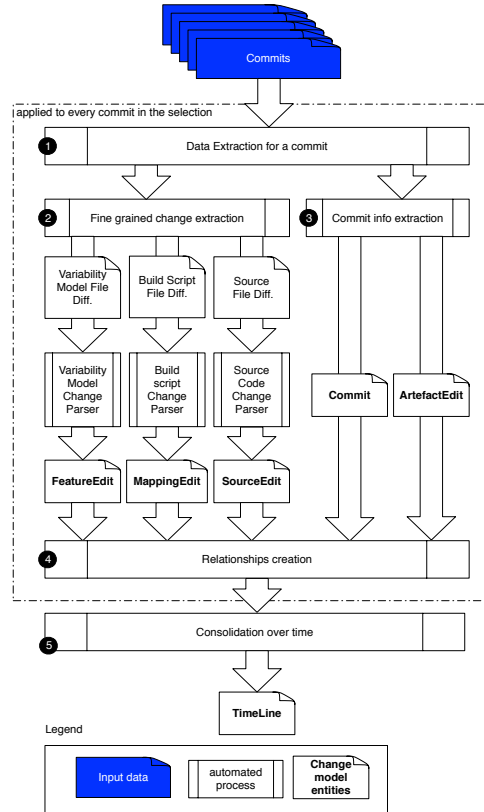 Commits
applied to every commit in the selection
1
Data Extraction for a commit
2
Fine grained change extraction
3
Commit info extraction
Variability
Model File
Diff.
Build Script
File Diff.
Source
File Diff.
Variability
Model
Change
Parser
Build
script
Change
Parser
Source
Code
Change
Parser
Commit
ArtefactEdit
FeatureEdit
MappingEdit
SourceEdit
4
Relationships creation
5
Consolidation over time
TimeLine
Legend
Input data
automated
process
Change
model
entities